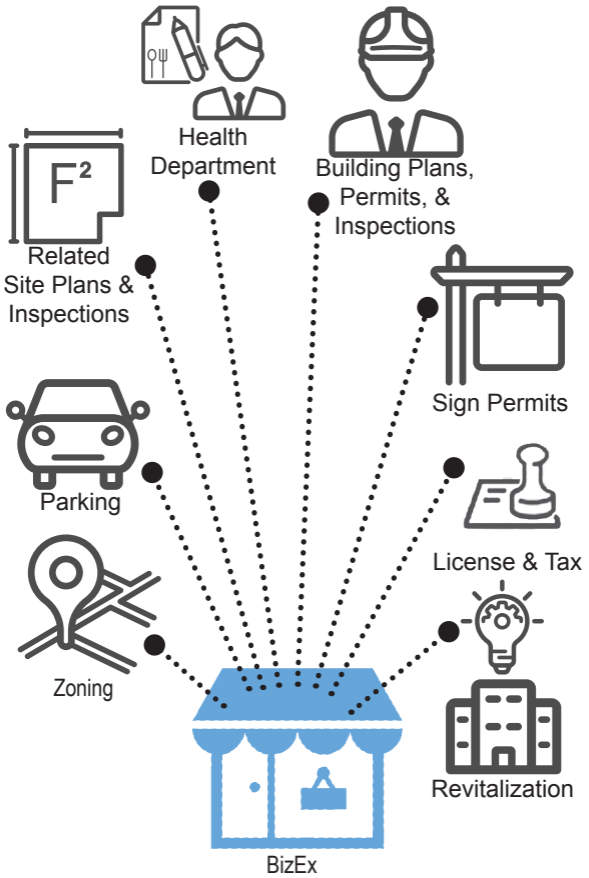 Health
Department
Building Plans,
Permits, &
Inspections
F²
Related
Site Plans &
Inspections
Sign Permits
Parking
License & Tax
Zoning
Revitalization
BizEx